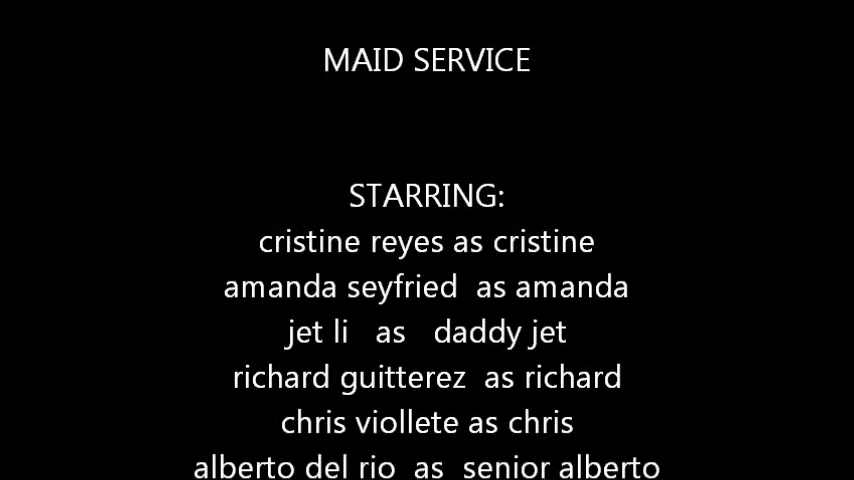 MAID SERVICE
STARRING:
cristine reyes as cristine
amanda seyfried  as amanda
jet li   as   daddy jet
richard guitterez  as richard
chris viollete as chris
alberto del rio  as  senior alberto